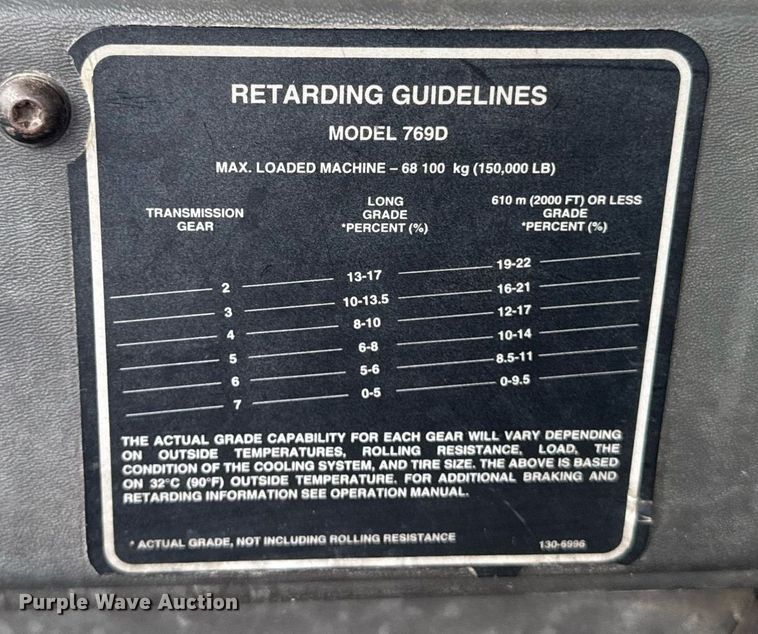 RETARDING GUIDELINES
MODEL 769D
MAX. LOADED MACHINE – 68 100 kg (150,000 LB)
TRANSMISSION GEAR LONG GRADE *PERCENT (%) 610 m (2000 FT) OR LESS GRADE *PERCENT (%)
2 13-17 19-22
3 10-13.5 16-21
4 8-10 12-17
5 6-8 10-14
6 5-6 8.5-11
7 0-5 0-9.5
THE ACTUAL GRADE CAPABILITY FOR EACH GEAR WILL VARY DEPENDING
ON OUTSIDE TEMPERATURES, ROLLING RESISTANCE, LOAD, THE
CONDITION OF THE COOLING SYSTEM, AND TIRE SIZE. THE ABOVE IS BASED
ON 32°C (90°F) OUTSIDE TEMPERATURE. FOR ADDITIONAL BRAKING AND
RETARDING INFORMATION SEE OPERATION MANUAL.
* ACTUAL GRADE, NOT INCLUDING ROLLING RESISTANCE 130-6996
Purple Wave Auction